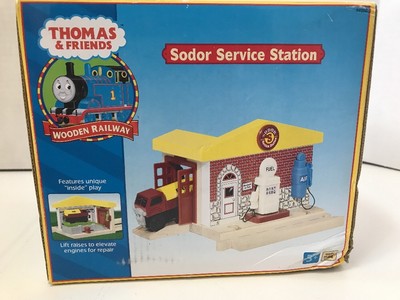 THOMAS
& FRIENDS
WOODEN RAILWAY
Sodor Service Station
Features unique
"inside" play
Lift raises to elevate
engines for repair
FUEL
AIR